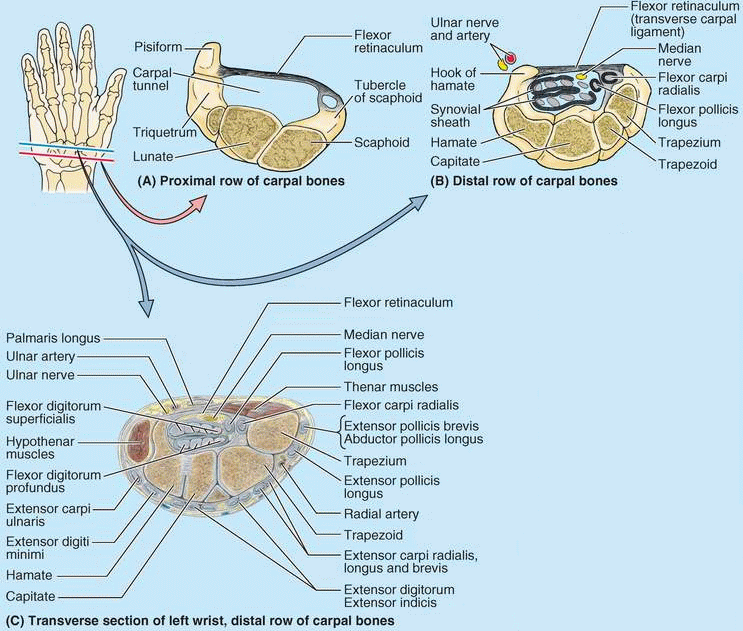 Pisiform
Carpal
tunnel
Triquetrum
Lunate
Flexor
retinaculum
Tubercle
of scaphoid
Scaphoid
(A) Proximal row of carpal bones
Ulnar nerve
and artery
Hook of
hamate
Synovial
sheath
Hamate
Capitate
Flexor retinaculum
(transverse carpal
ligament)
Median
nerve
Flexor carpi
radialis
Flexor pollicis
longus
Trapezium
Trapezoid
(B) Distal row of carpal bones
Palmaris longus
Ulnar artery
Ulnar nerve
Flexor digitorum
superficialis
Hypothenar
muscles
Flexor digitorum
profundus
Extensor carpi
ulnaris
Extensor digiti
minimi
Hamate
Capitate
Flexor retinaculum
Median nerve
Flexor pollicis
longus
Thenar muscles
Flexor carpi radialis
Extensor pollicis brevis
Abductor pollicis longus
Trapezium
Extensor pollicis
longus
Radial artery
Trapezoid
Extensor carpi radialis,
longus and brevis
Extensor digitorum
Extensor indicis
(C) Transverse section of left wrist, distal row of carpal bones